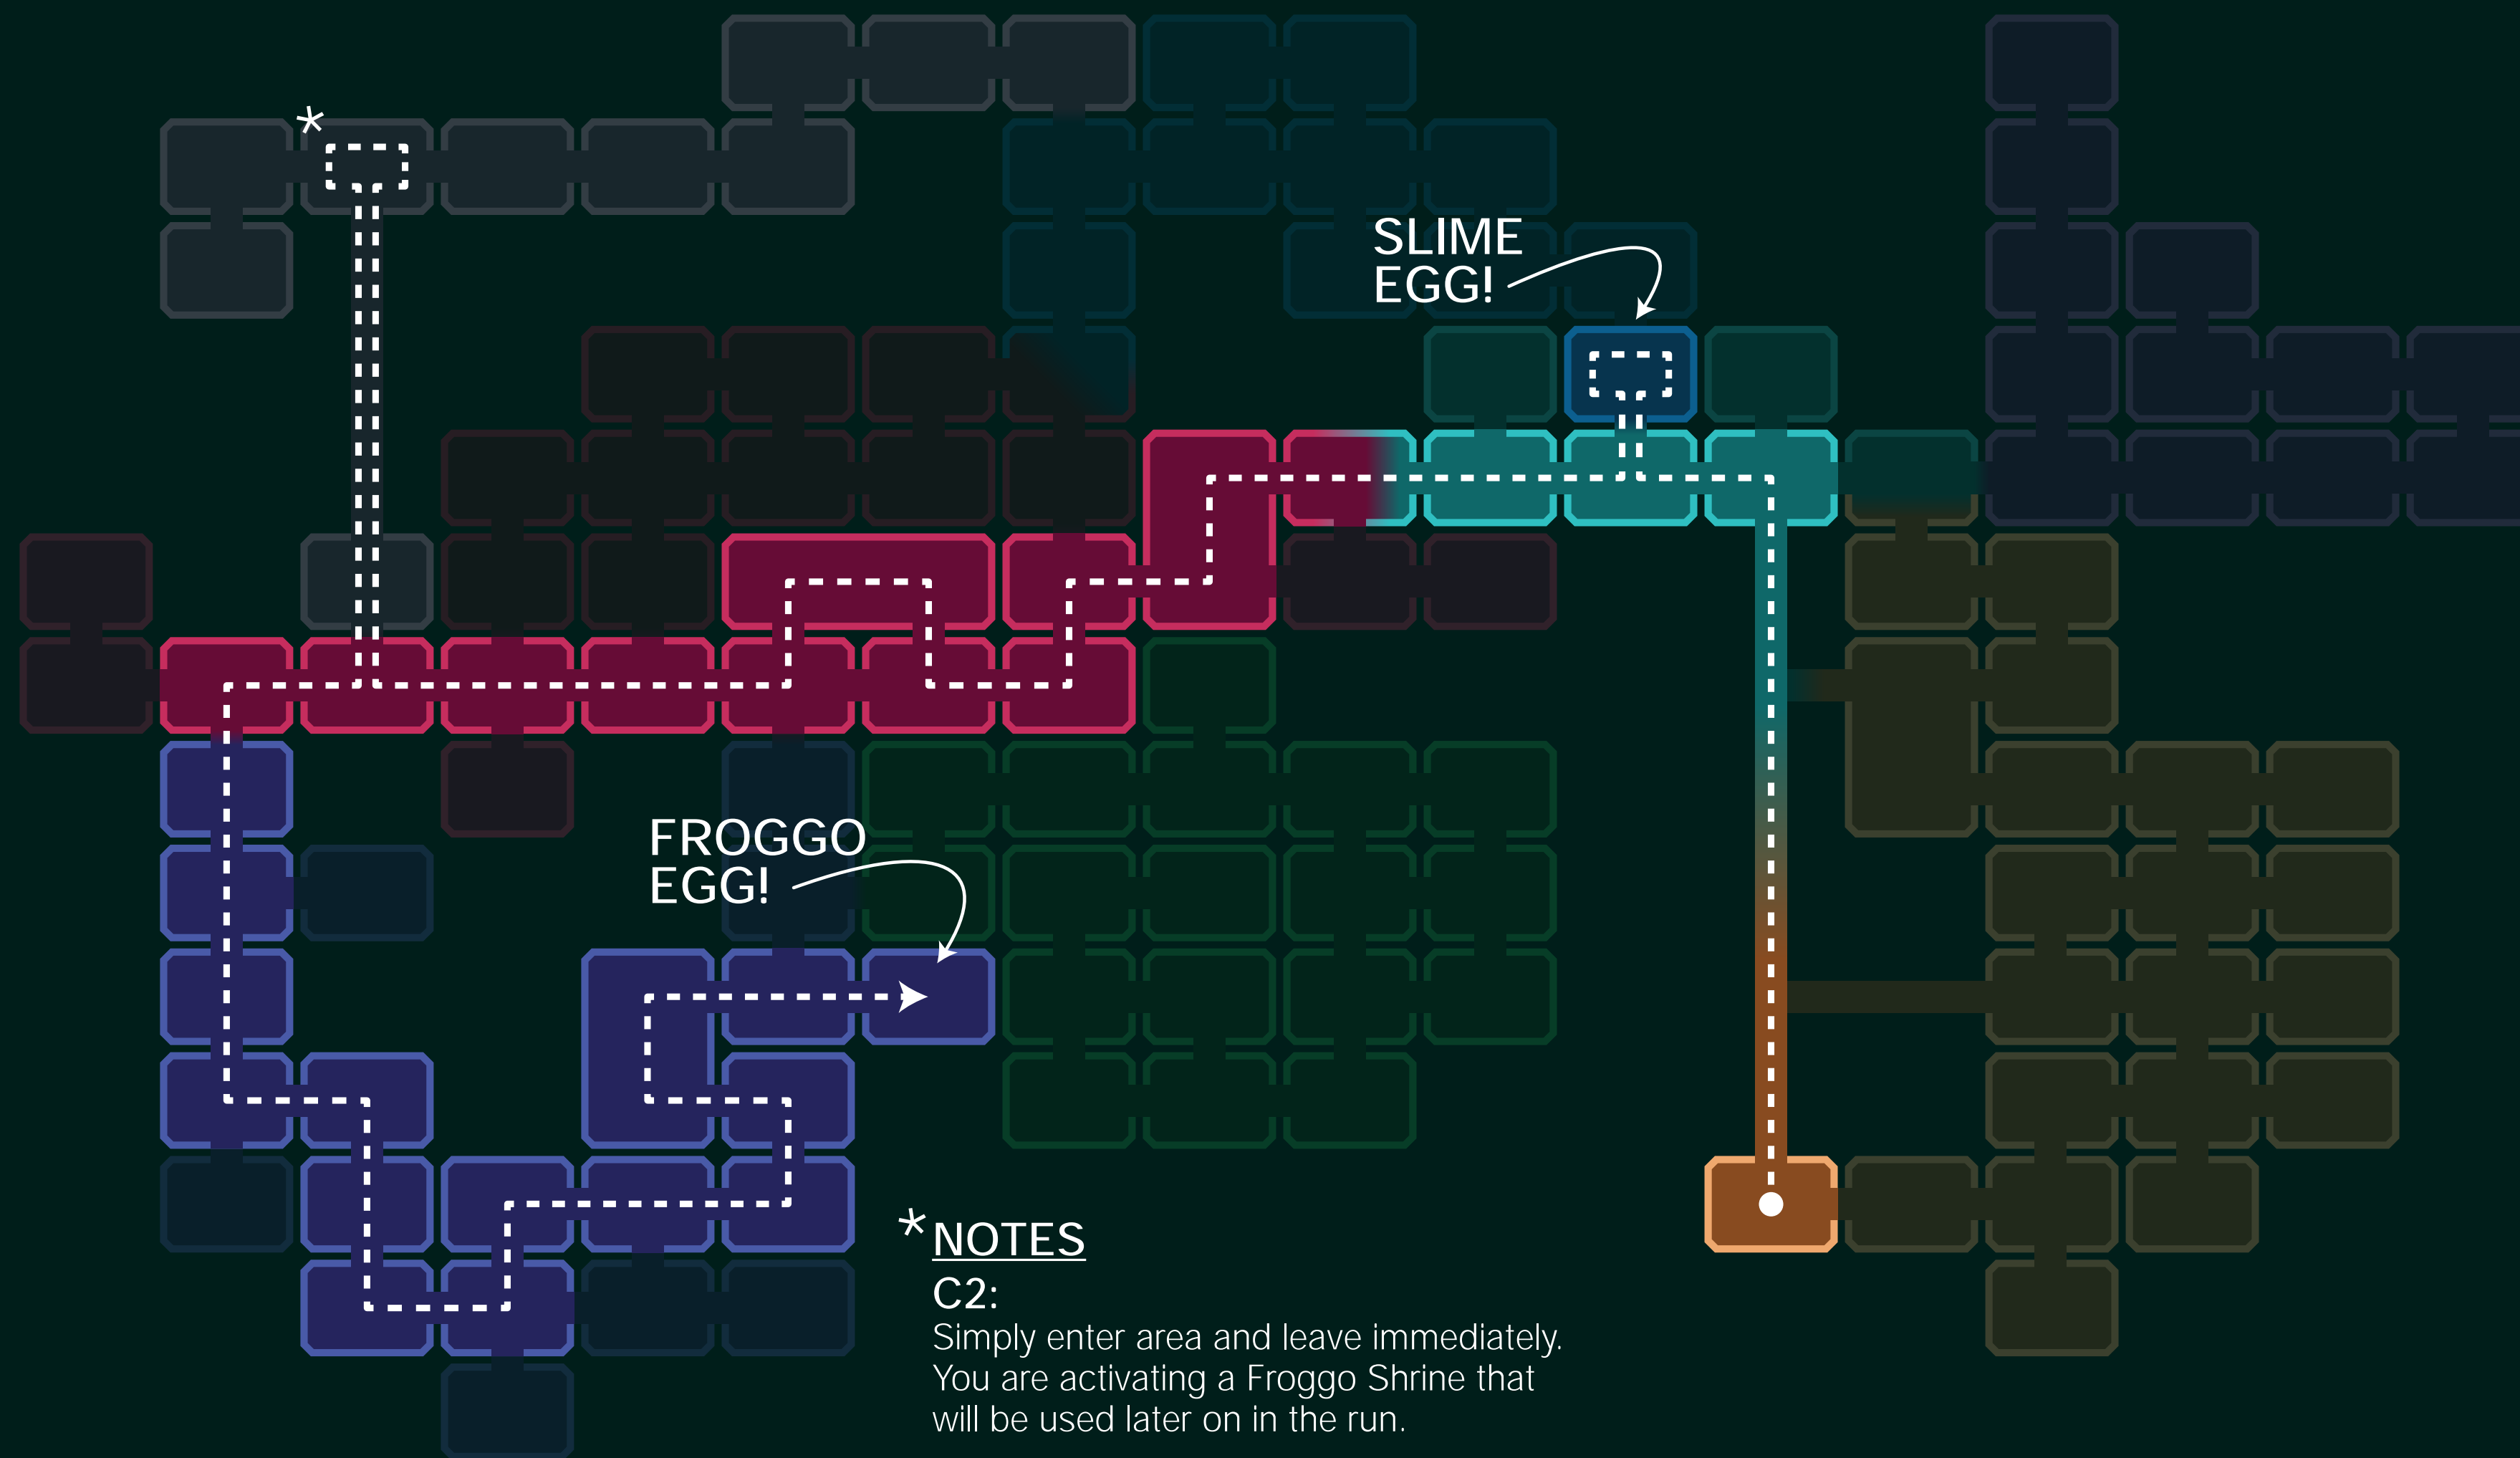 *
SLIME
EGG!
FROGGO
EGG!
*NOTES
C2:
Simply enter area and leave immediately.
You are activating a Froggo Shrine that
will be used later on in the run.